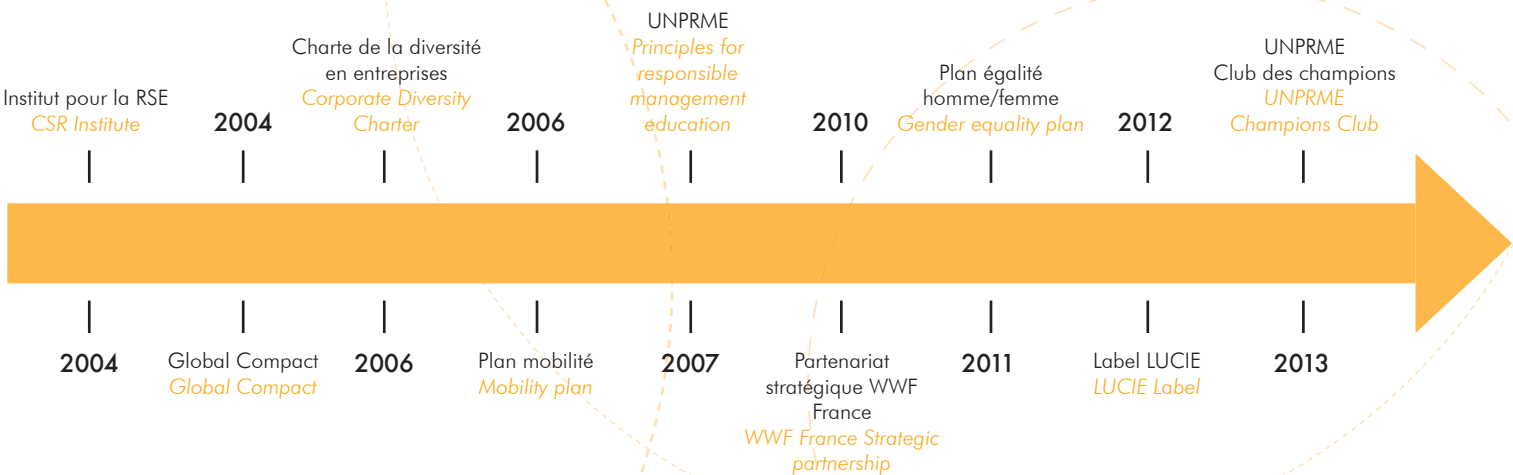 Institut pour la RSE
CSR Institute
2004
2004
Global Compact
Global Compact
Charte de la diversité
en entreprises
Corporate Diversity
Charter
2006
2006
Plan mobilité
Mobility plan
UNPRME
Principles for
responsible
management
education
2007
2010
Partenariat
stratégique WWF
France
WWF France Strategic
partnership
Plan égalité
homme/femme
Gender equality plan
2011
2012
Label LUCIE
LUCIE Label
UNPRME
Club des champions
UNPRME
Champions Club
2013